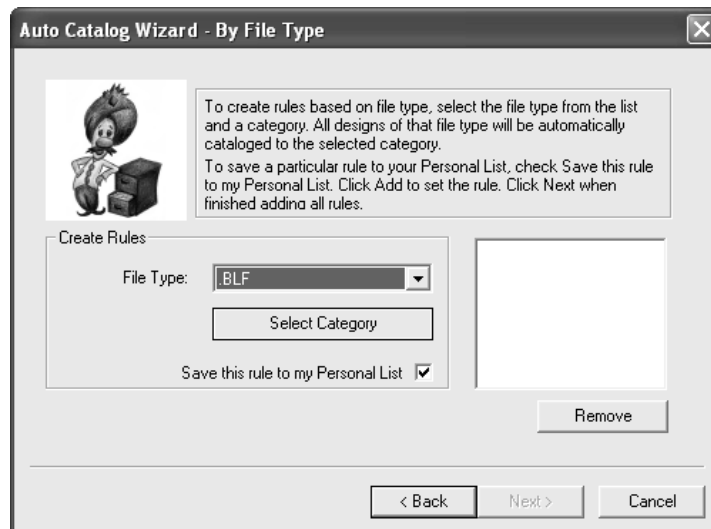 Auto Catalog Wizard - By File Type
To create rules based on file type, select the file type from the list
and a category. All designs of that file type will be automatically
cataloged to the selected category.
To save a particular rule to your Personal List, check Save this rule
to my Personal List. Click Add to set the rule. Click Next when
finished adding all rules.
Create Rules
File Type:
.BLF
Select Category
Save this rule to my Personal List
Remove
< Back
Next >
Cancel